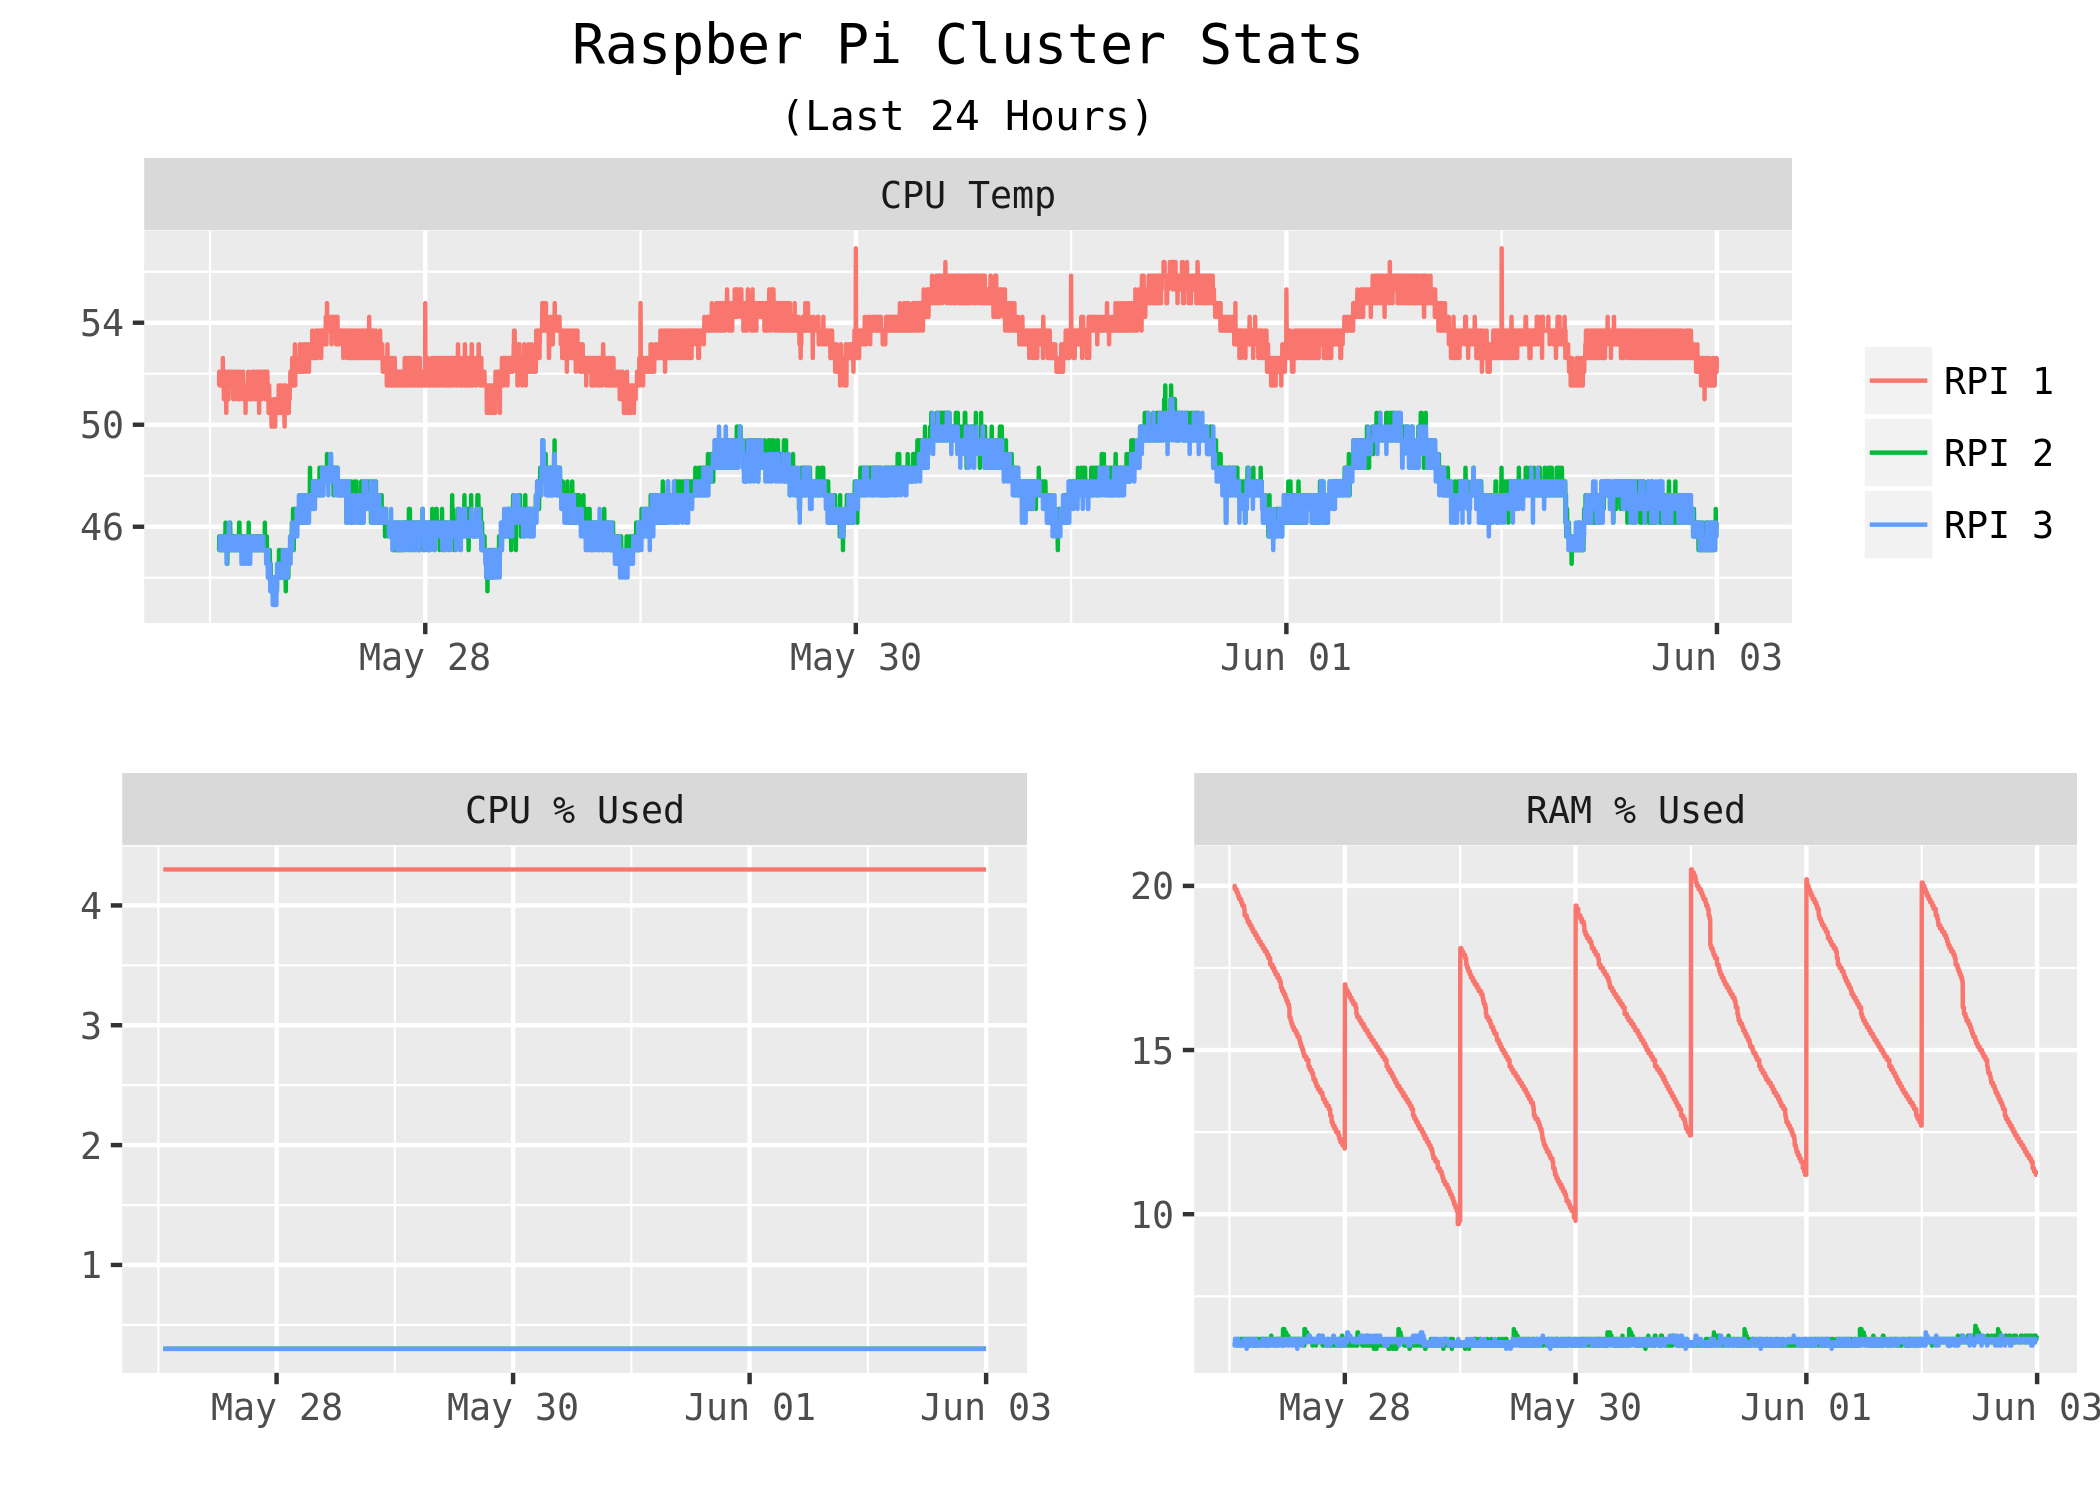 Raspber Pi Cluster Stats
(Last 24 Hours)
CPU Temp
54
50
46
May 28 May 30 Jun 01 Jun 03
RPI 1
RPI 2
RPI 3
CPU % Used
4
3
2
1
May 28 May 30 Jun 01 Jun 03
RAM % Used
20
15
10
May 28 May 30 Jun 01 Jun 03